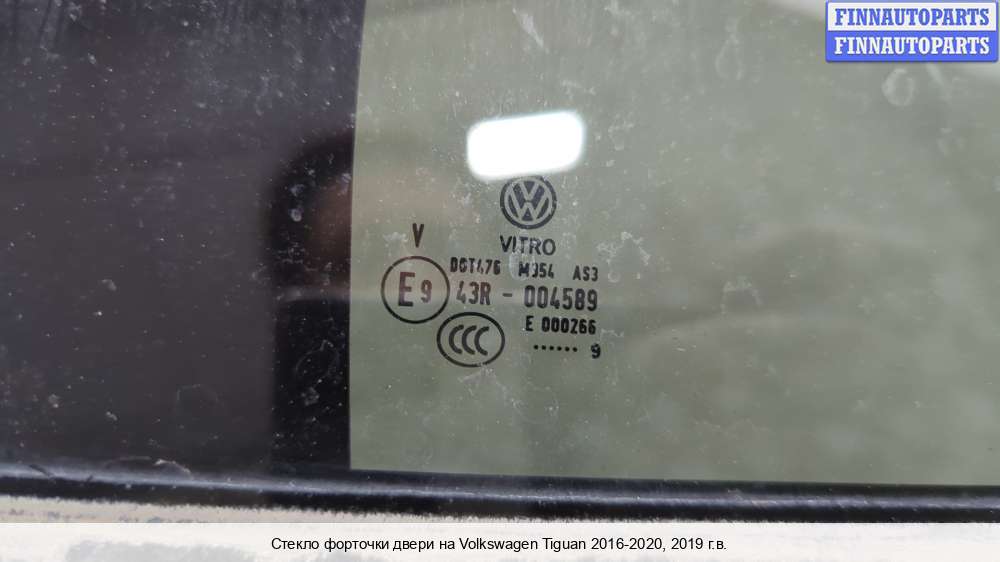 FINNAUTOPARTS
FINNAUTOPARTS
VITRO
V
DOT476 M354 AS3
E9 43R - 004589
E 000266
CCC
...... 9
Стекло форточки двери на Volkswagen Tiguan 2016-2020, 2019 г.в.